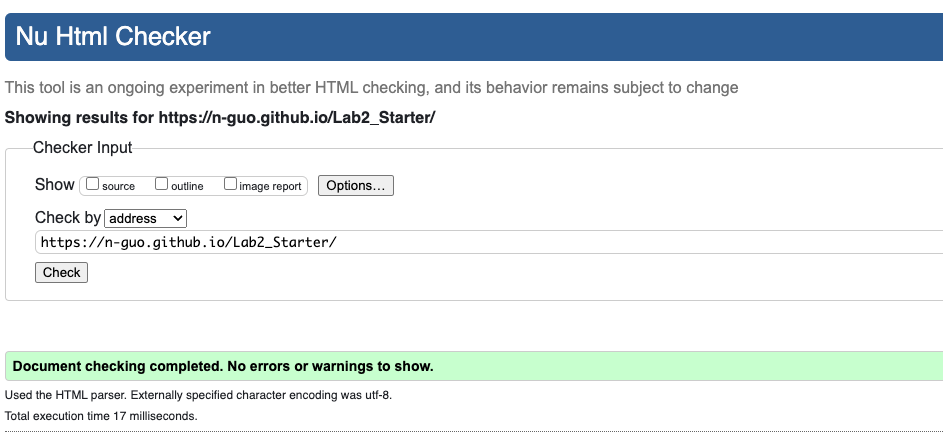 Nu Html Checker
This tool is an ongoing experiment in better HTML checking, and its behavior remains subject to change
Showing results for https://n-guo.github.io/Lab2_Starter/
Checker Input
Show source outline image report Options...
Check by address
https://n-guo.github.io/Lab2_Starter/
Check
Document checking completed. No errors or warnings to show.
Used the HTML parser. Externally specified character encoding was utf-8.
Total execution time 17 milliseconds.